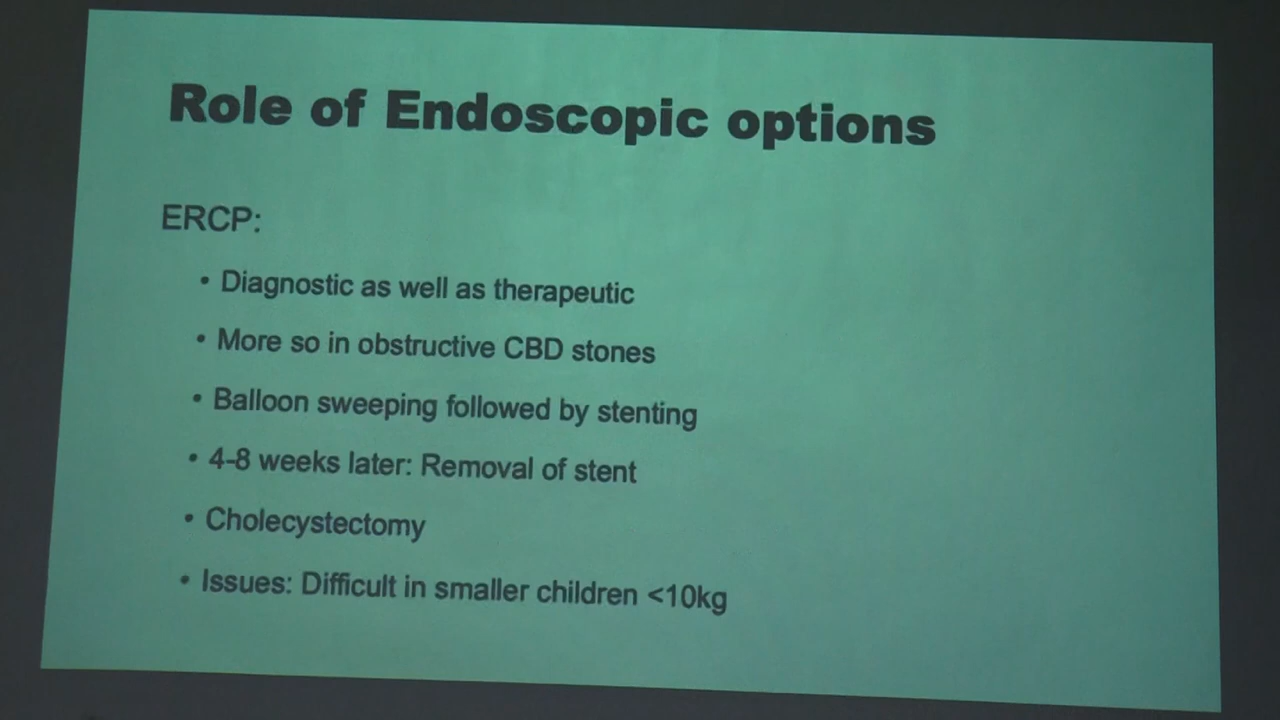 Role of Endoscopic options
ERCP:
• Diagnostic as well as therapeutic
• More so in obstructive CBD stones
• Balloon sweeping followed by stenting
• 4-8 weeks later: Removal of stent
• Cholecystectomy
• Issues: Difficult in smaller children <10kg